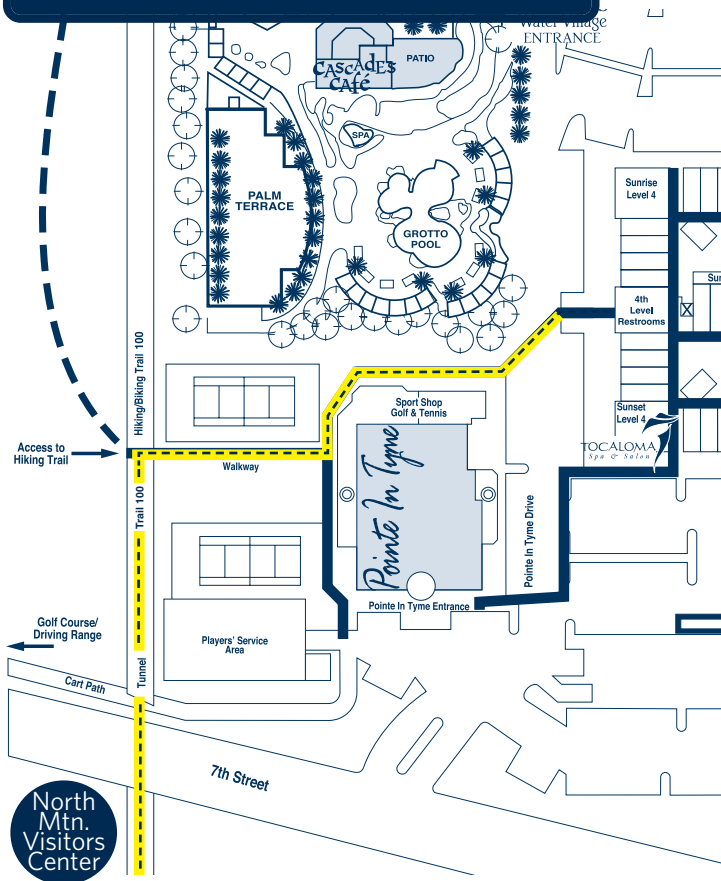 Water Village
ENTRANCE
CASCADES
CAfé
PATIO
SPA
PALM
TERRACE
GROTTO
POOL
Sunrise
Level 4
4th
Level
Restrooms
Sunset
Level 4
TOCALOMA
Spa & Salon
Hiking/Biking Trail 100
Access to
Hiking Trail
Walkway
Trail 100
Sport Shop
Golf & Tennis
Pointe In Tyme
Pointe In Tyme Drive
Pointe In Tyme Entrance
Golf Course/
Driving Range
Players' Service
Area
Tunnel
Cart Path
7th Street
North
Mtn.
Visitors
Center